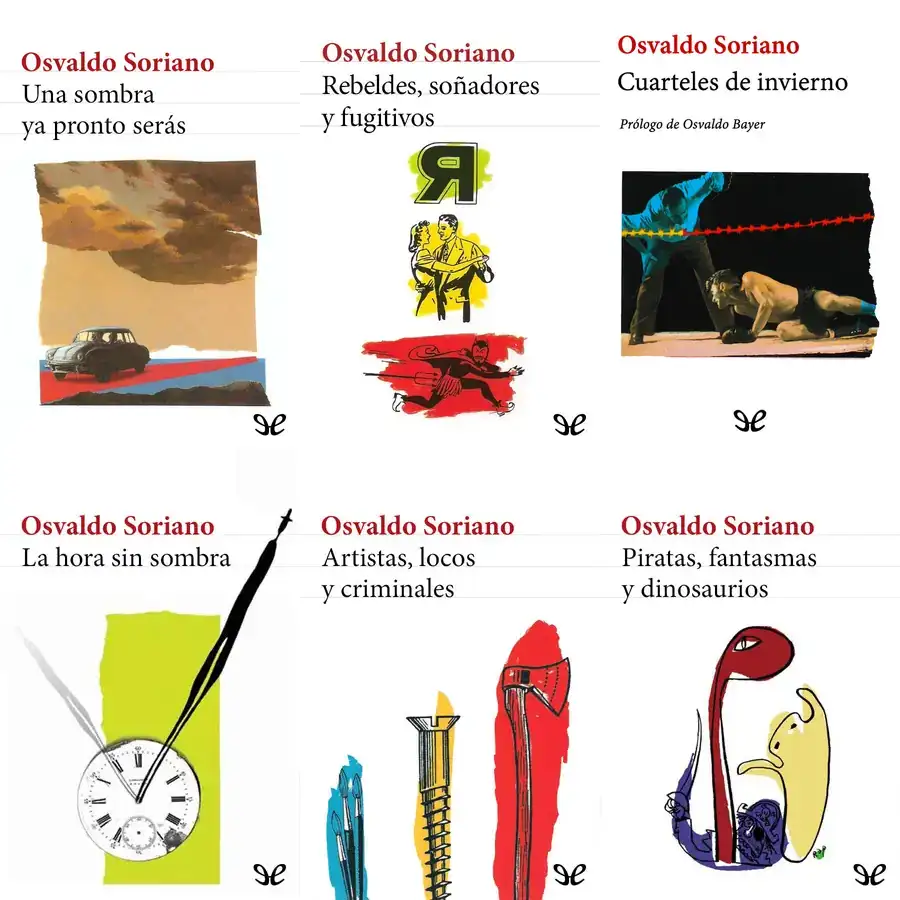 Osvaldo Soriano
Una sombra
ya pronto serás
Osvaldo Soriano
Rebeldes, soñadores
y fugitivos
R
Osvaldo Soriano
Cuarteles de invierno
Prólogo de Osvaldo Bayer
Osvaldo Soriano
La hora sin sombra
Osvaldo Soriano
Artistas, locos
y criminales
Osvaldo Soriano
Piratas, fantasmas
y dinosaurios